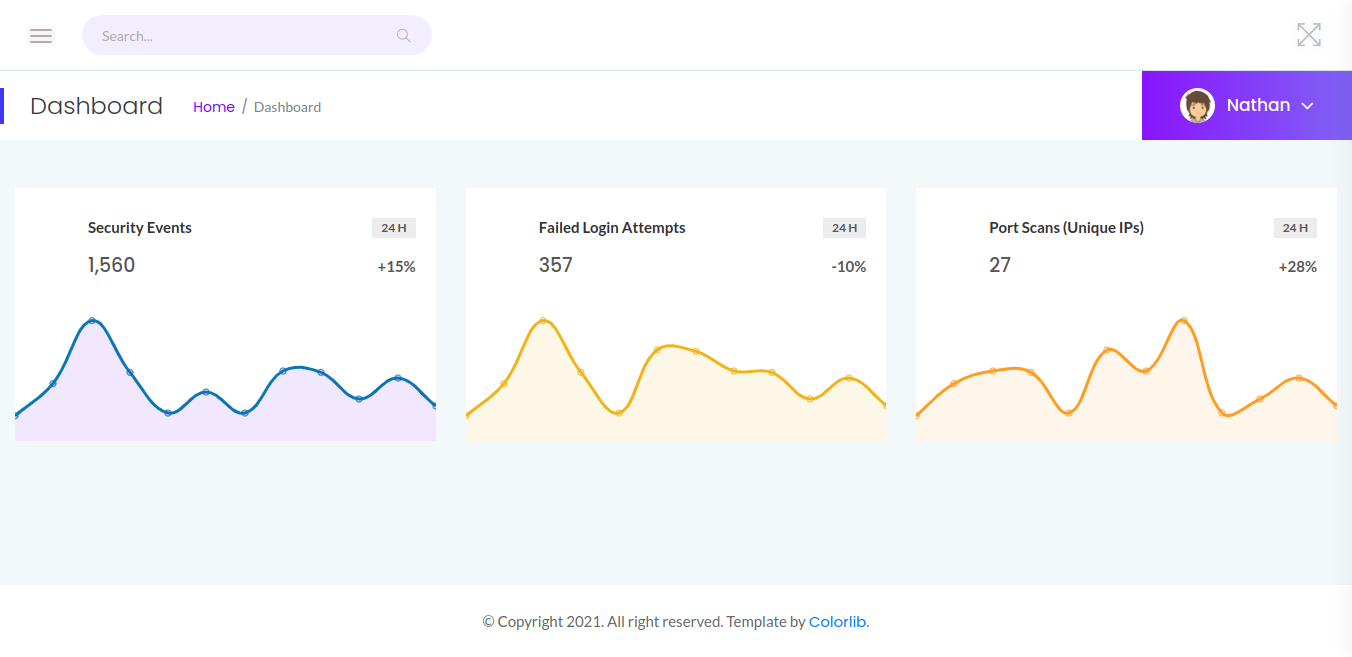 Search...
Dashboard
Home / Dashboard
Nathan
Security Events
24 H
1,560
+15%
Failed Login Attempts
24 H
357
-10%
Port Scans (Unique IPs)
24 H
27
+28%
© Copyright 2021. All right reserved. Template by Colorlib.